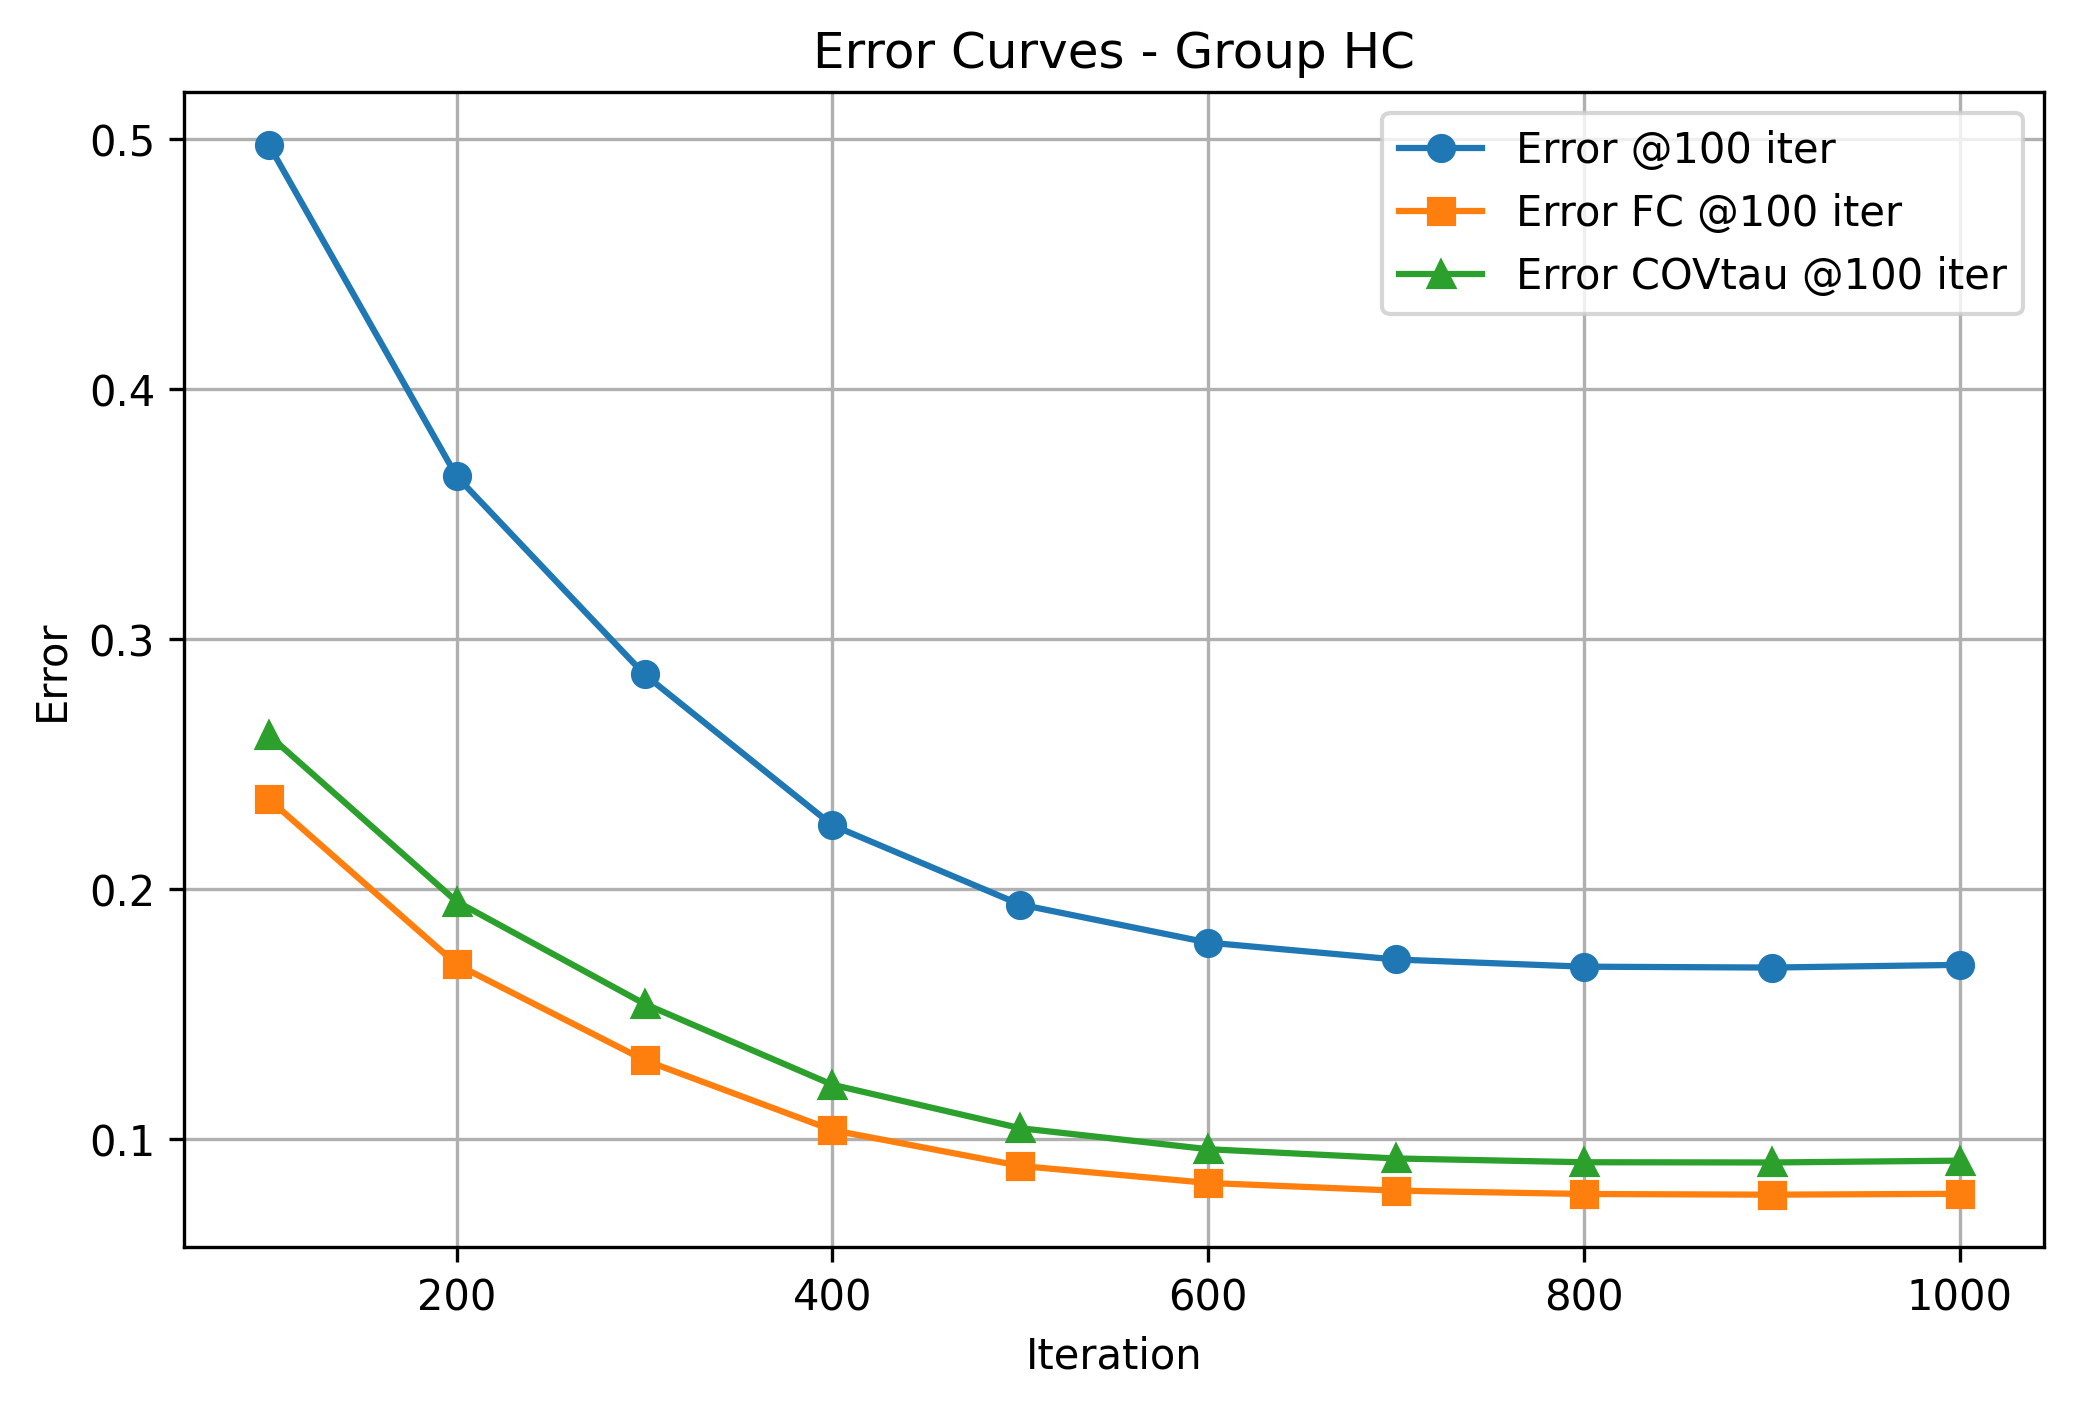 Error Curves - Group HC
Error @100 iter
Error FC @100 iter
Error COVtau @100 iter
Error
0.5
0.4
0.3
0.2
0.1
200 400 600 800 1000
Iteration